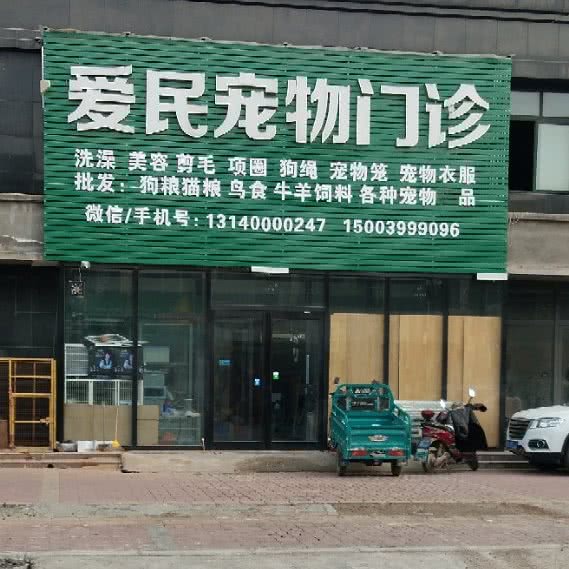 爱民宠物门诊
洗澡 美容 剪毛 项圈 狗绳 宠物笼 宠物衣服
批发：狗粮猫粮 鸟食 牛羊饲料 各种宠物 品
微信/手机号：13140000247 15003999096